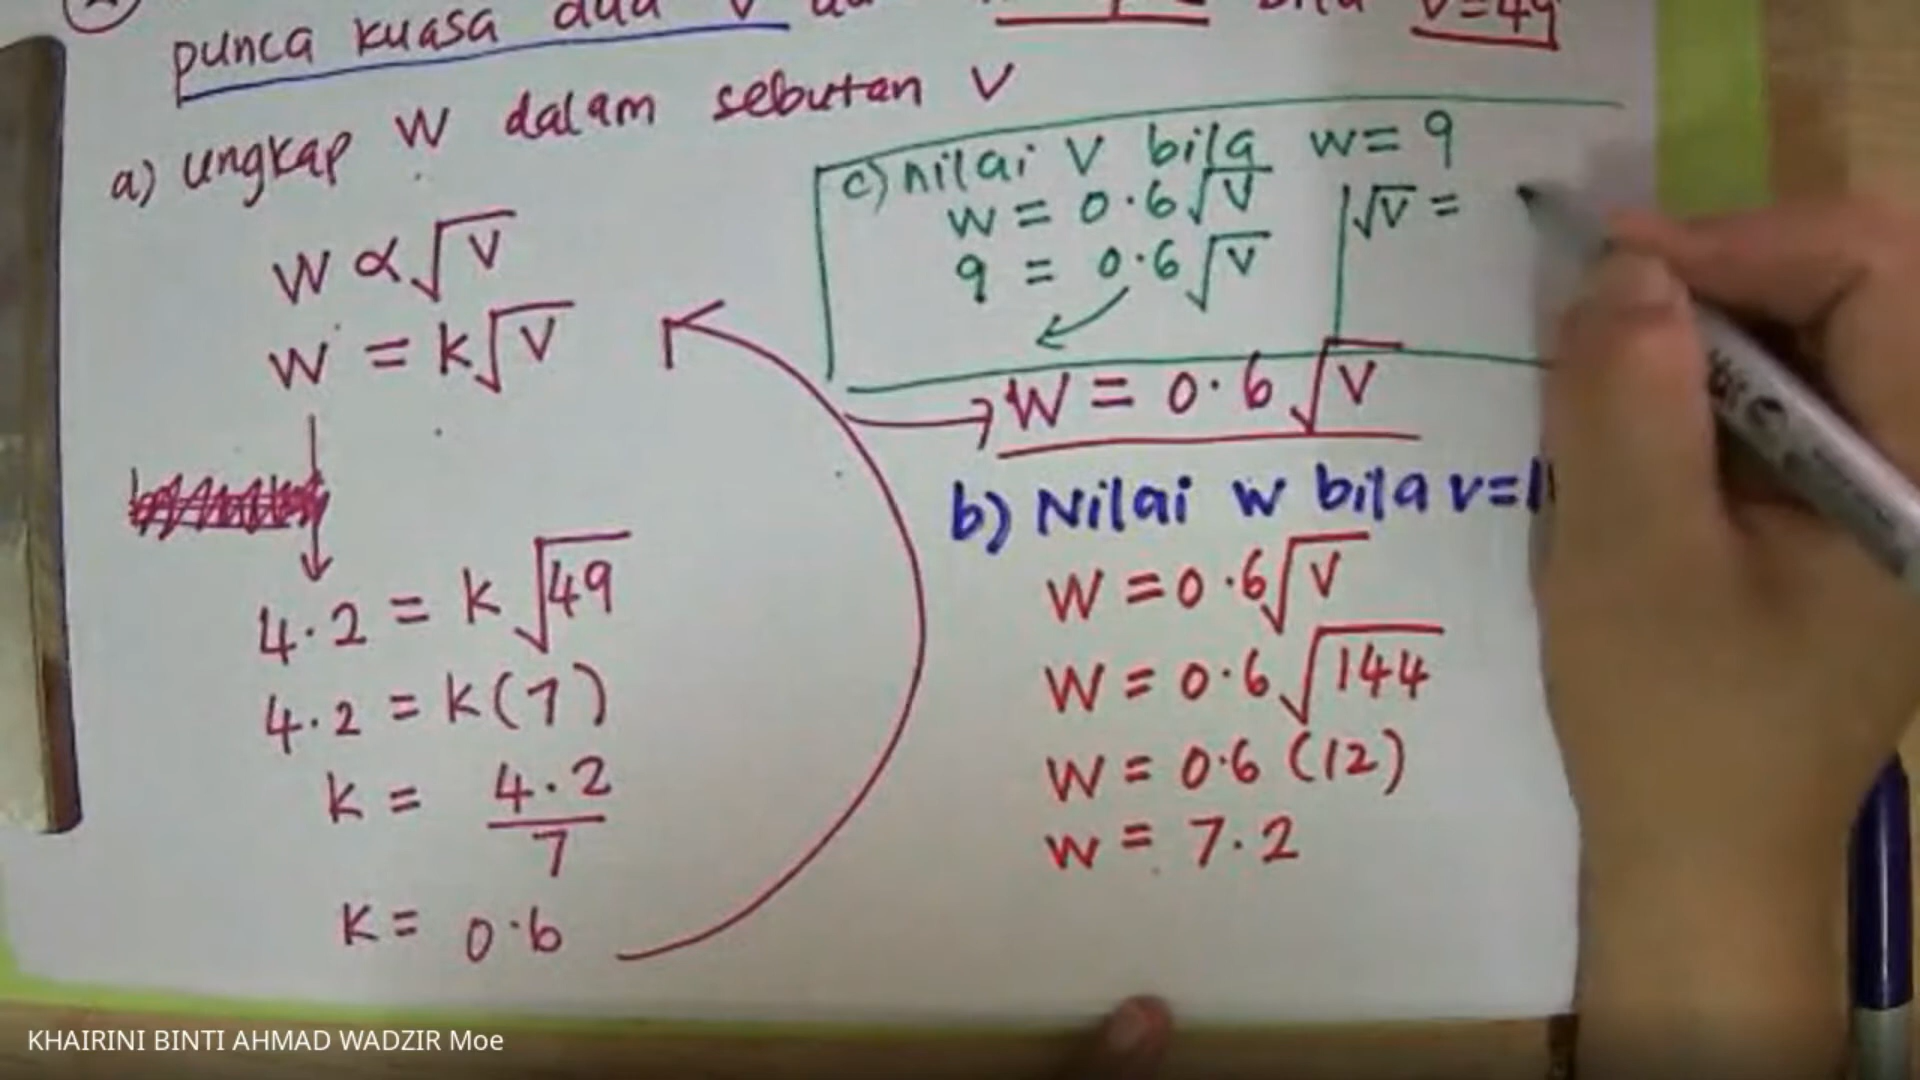 punca kuasa dua V
v=49
a) ungkap W dalam sebutan V
W ∝ √V
W = k√V
4.2 = k √49
4.2 = k(7)
k = 4.2/7
k = 0.6
c) nilai V bila w = 9
w = 0.6√V
9 = 0.6√V
√V =
W = 0.6√V
b) Nilai w bila v=1
W = 0.6√V
W = 0.6√144
W = 0.6 (12)
w = 7.2
KHAIRINI BINTI AHMAD WADZIR Moe